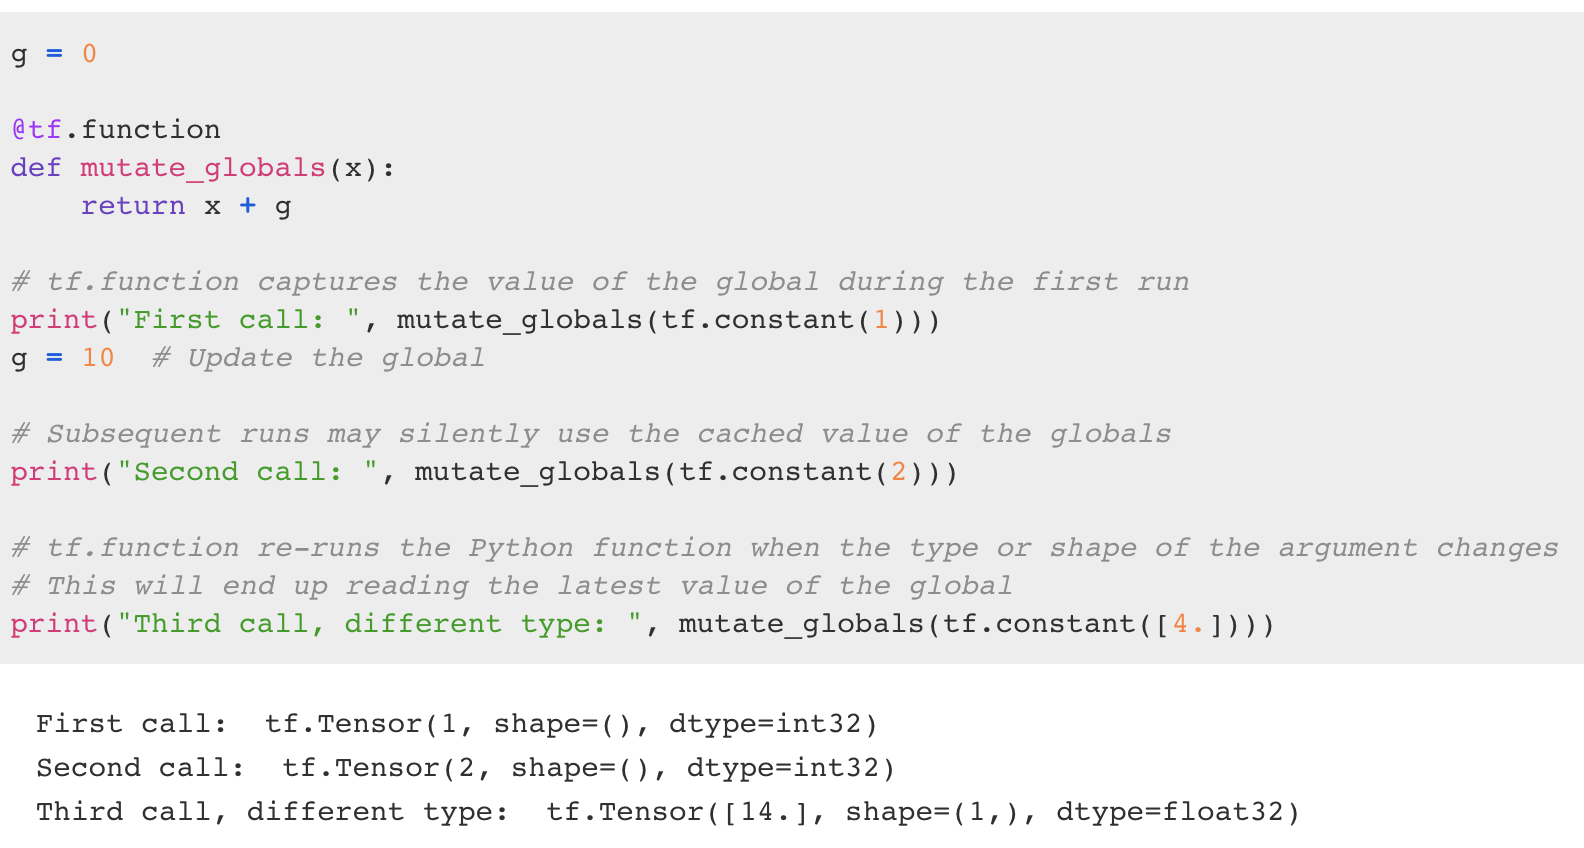 g = 0
@tf.function
def mutate_globals(x):
    return x + g
# tf.function captures the value of the global during the first run
print("First call: ", mutate_globals(tf.constant(1)))
g = 10  # Update the global
# Subsequent runs may silently use the cached value of the globals
print("Second call: ", mutate_globals(tf.constant(2)))
# tf.function re-runs the Python function when the type or shape of the argument changes
# This will end up reading the latest value of the global
print("Third call, different type: ", mutate_globals(tf.constant([4.])))
First call:  tf.Tensor(1, shape=(), dtype=int32)
Second call:  tf.Tensor(2, shape=(), dtype=int32)
Third call, different type:  tf.Tensor([14.], shape=(1,), dtype=float32)